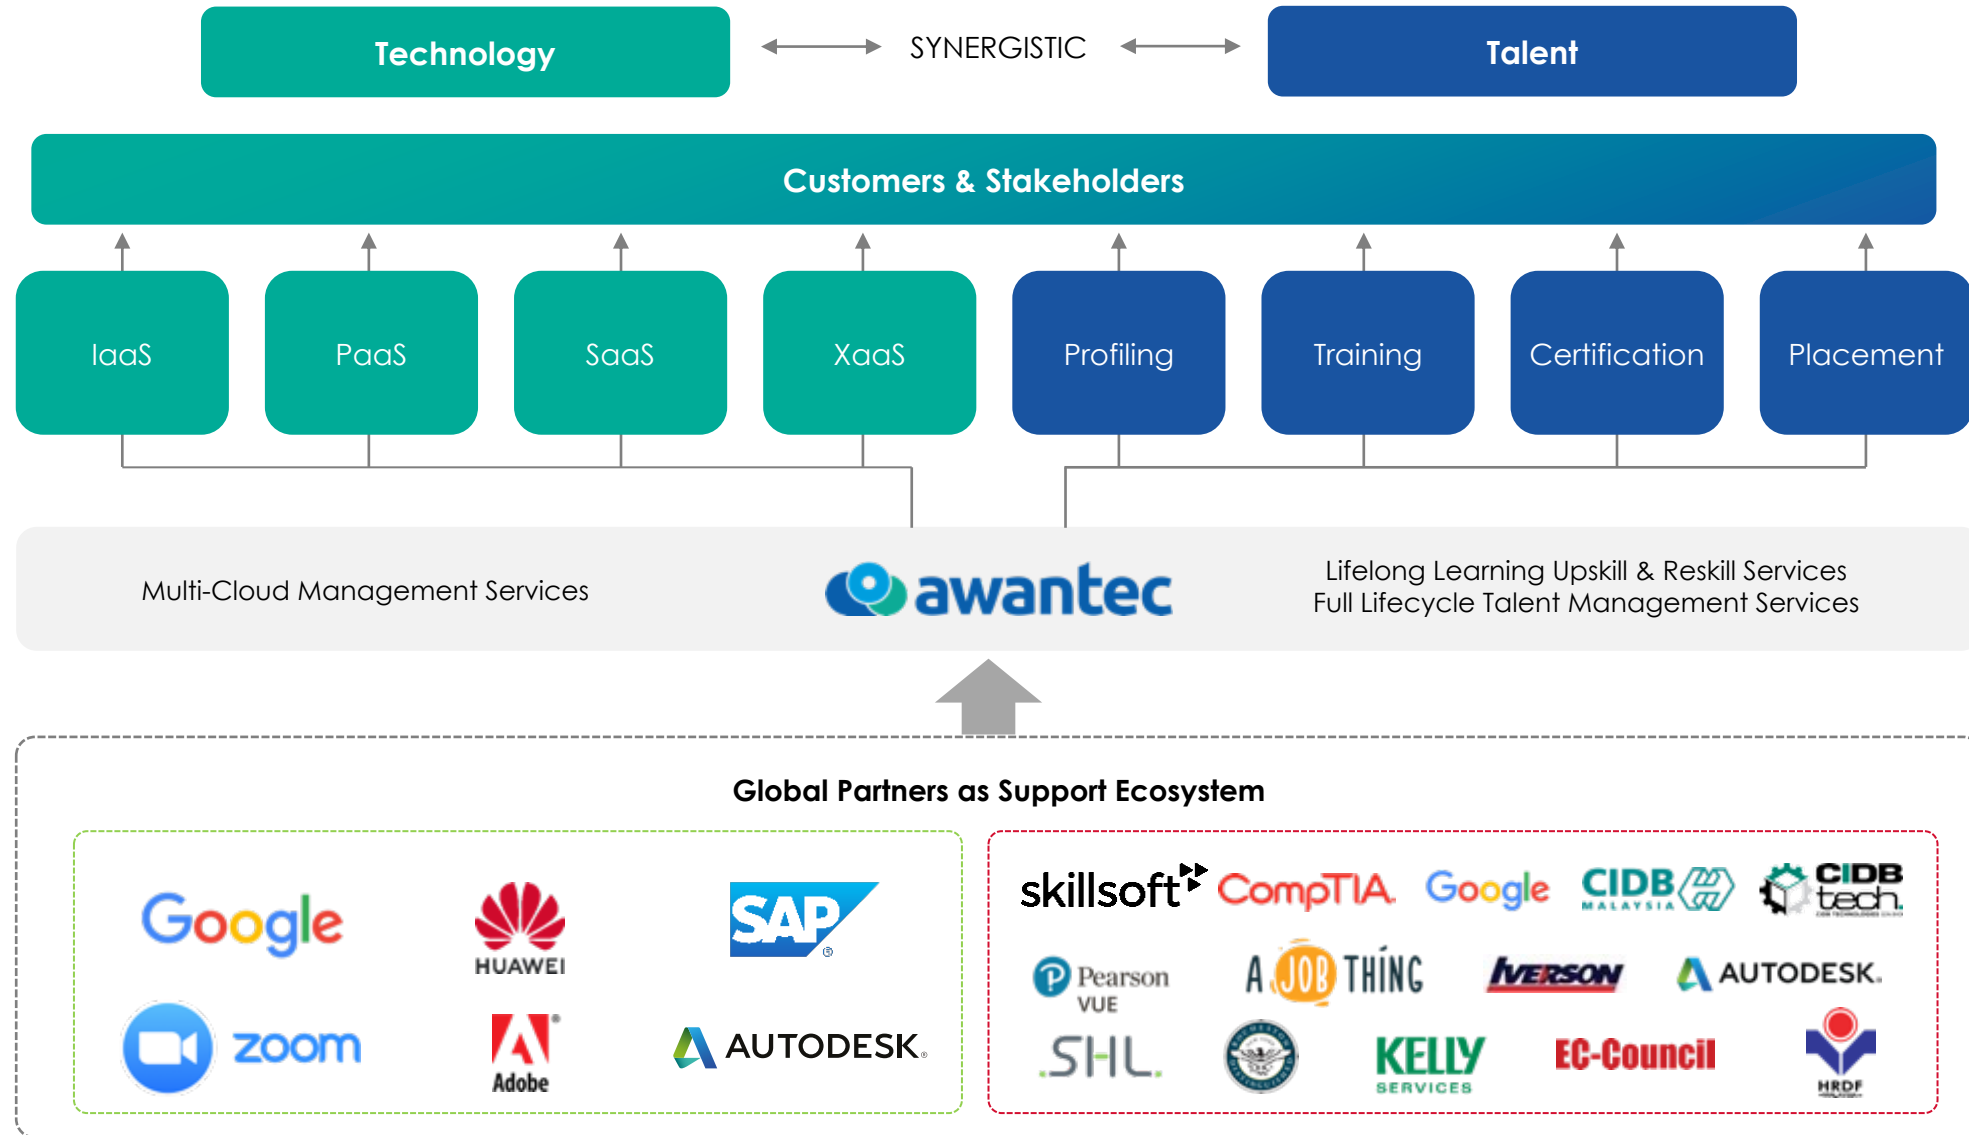 Technology
SYNERGISTIC
Talent
Customers & Stakeholders
IaaS
PaaS
SaaS
XaaS
Profiling
Training
Certification
Placement
Multi-Cloud Management Services
awantec
Lifelong Learning Upskill & Reskill Services
Full Lifecycle Talent Management Services
Global Partners as Support Ecosystem
Google
HUAWEI
SAP
zoom
Adobe
AUTODESK
skillsoft
CompTIA.
Google
CIDB
MALAYSIA
CIDB
tech.
Pearson
VUE
A JOB THING
IVERSON
AUTODESK.
.SHL.
KELLY
SERVICES
EC-Council
HRDF